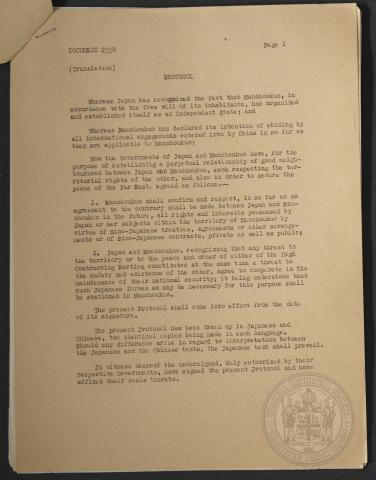 DOCUMENT 2338
Page 1
(Translation)
PROTOCOL
Whereas Japan has recognized the fact that Manchoukuo, in
accordance with the free will of its inhabitants, has organized
and established itself as an independent State; and
Whereas Manchoukuo has declared its intention of abiding by
all international engagements entered into by China in so far as
they are applicable to Manchoukuo;
Now the Governments of Japan and Manchoukuo have, for the
purpose of establishing a perpetual relationship of good neigh-
bourhood between Japan and Manchoukuo, each respecting the ter-
ritorial rights of the other, and also in order to secure the
peace of the Far East, agreed as follows:--
1. Manchoukuo shall confirm and respect, in so far as no
agreement to the contrary shall be made between Japan and Man-
choukuo in the future, all rights and interests possessed by
Japan or her subjects within the territory of Manchoukuo by
virtue of Sino-Japanese treaties, agreements or other arrange-
ments or of Sino-Japanese contracts, private as well as public;
2. Japan and Manchoukuo, recognizing that any threat to
the territory or to the peace and order of either of the High
Contracting Parties constitutes at the same time a threat to
the safety and existence of the other, agree to cooperate in the
maintenance of their national security; it being understood that
such Japanese forces as may be necessary for this purpose shall
be stationed in Manchoukuo.
The present Protocol shall come into effect from the date
of its signature.
The present Protocol has been drawn up in Japanese and
Chinese, two identical copies being made in each language.
Should any difference arise in regard to interpretation between
the Japanese and the Chinese texts, the Japanese text shall prevail.
In witness whereof the undersigned, duly authorized by their
respective Governments, have signed the present Protocol and have
affixed their seals thereto.